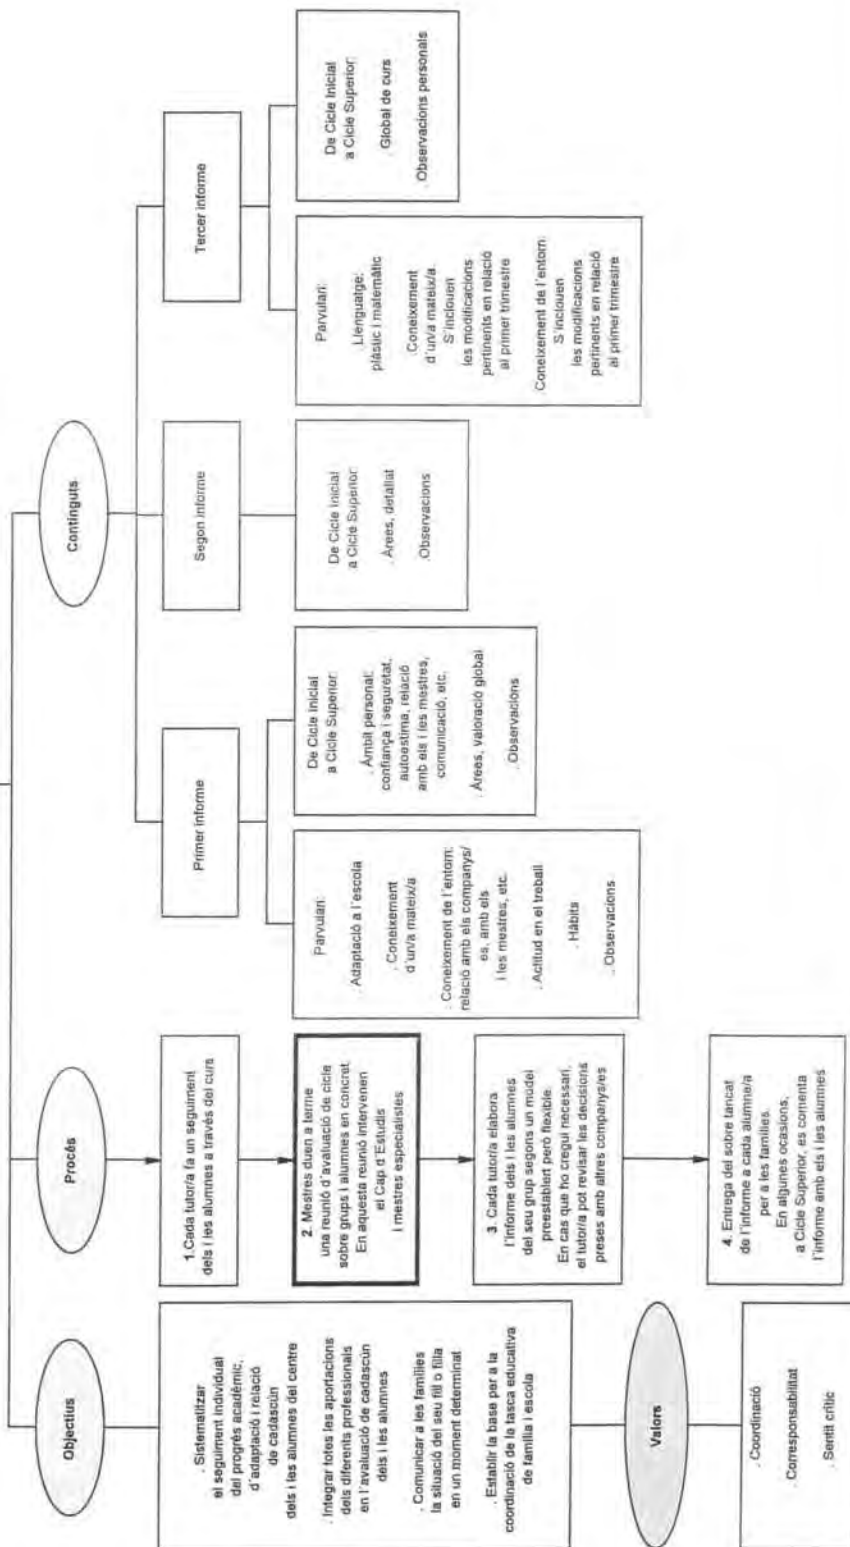 Objectius
. Sistematitzar
el seguiment individual
del progrés acadèmic,
d'adaptació i relació
de cadascún
dels i les alumnes del centre
. Integrar totes les aportacions
dels diferents professionals
en l'avaluació de cadascún
dels i les alumnes
. Comunicar a les famílies
la situació del seu fill o filla
en un moment determinat
. Establir la base per a la
coordinació de la tasca educativa
de família i escola
Valors
. Coordinació
. Corresponsabilitat
. Sentit crític
Procés
1.Cada tutor/a fa un seguiment
dels i les alumnes a través del curs
2. Mestres duen a terme
una reunió d'avaluació de cicle
sobre grups i alumnes en concret.
En aquesta reunió intervenen
el Cap d'Estudis
i mestres especialistes
3. Cada tutor/a elabora
l'informe dels i les alumnes
del seu grup segons un model
preestablert però flexible.
En cas que ho cregui necessari,
el tutor/a pot revisar les decisions
preses amb altres companys/es
4. Entrega del sobre tancat
de l'informe a cada alumne/a
per a les famílies.
En algunes ocasions,
a Cicle Superior, es comenta
l'informe amb els i les alumnes
Continguts
Primer informe
Parvulari:
. Adaptació a l'escola
. Coneixement
d'un/a mateix/a
. Coneixement de l'entorn:
relació amb els companys/
es, amb els
i les mestres, etc.
. Actitud en el treball
. Hàbits
. Observacions
De Cicle Inicial
a Cicle Superior:
. Àmbit personal:
confiança i seguretat,
autoestima, relació
amb els i les mestres,
comunicació, etc.
. Àrees, valoració global
. Observacions
Segon informe
De Cicle Inicial
a Cicle Superior:
. Àrees, detallat
.Observacions
Tercer informe
Parvulari:
. Llenguatge:
plàstic i matemàtic
. Coneixement
d'un/a mateix/a.
S'inclouen
les modificacions
pertinents en relació
al primer trimestre
.Coneixement de l'entorn:
S'inclouen
les modificacions
pertinents en relació
al primer trimestre
De Cicle Inicial
a Cicle Superior:
. Global de curs
. Observacions personals